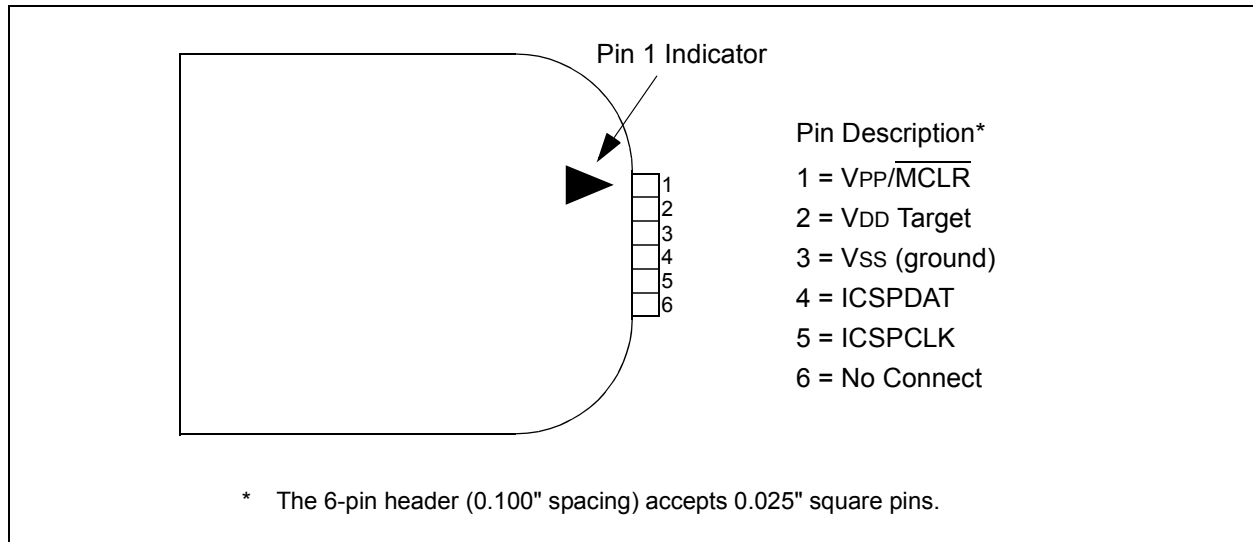 Pin 1 Indicator
1
2
3
4
5
6
Pin Description*
1 = VPP/M̅C̅L̅R̅
2 = VDD Target
3 = VSS (ground)
4 = ICSPDAT
5 = ICSPCLK
6 = No Connect
* The 6-pin header (0.100" spacing) accepts 0.025" square pins.